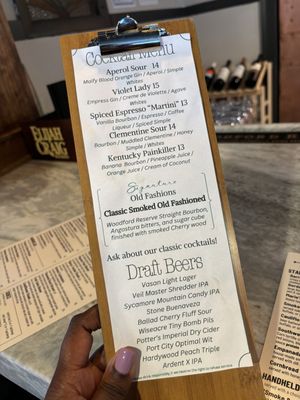 Cocktail Menu
Aperol Sour 14
Malfy Blood Orange Gin / Aperol / Simple
Whites
Violet Lady 15
Empress Gin / Creme de Violette / Agave
Whites
Spiced Espresso "Martini" 13
Vanilla Bourbon / Espresso / Coffee
Liqueur / Spiced Simple
Clementine Sour 14
Bourbon / Muddled Clementine / Honey
Simple / Whites
Kentucky Painkiller 13
Banana Bourbon / Pineapple Juice /
Orange Juice / Cream of Coconut
Signature
Old Fashions
Classic Smoked Old Fashioned
Woodford Reserve Straight Bourbon,
Angostura bitters, and sugar cube
finished with smoked Cherry wood
Ask about our classic cocktails!
Draft Beers
Vasan Light Lager
Veil Master Shredder IPA
Sycamore Mountain Candy IPA
Stone Buenaveza
Ballad Cherry Fluff Sour
Wiseacre Tiny Bomb Pils
Potter's Imperial Dry Cider
Port City Optimal Wit
Hardywood Peach Triple
Ardent X IPA
ELIJAH
CRAIG
HANDHELD